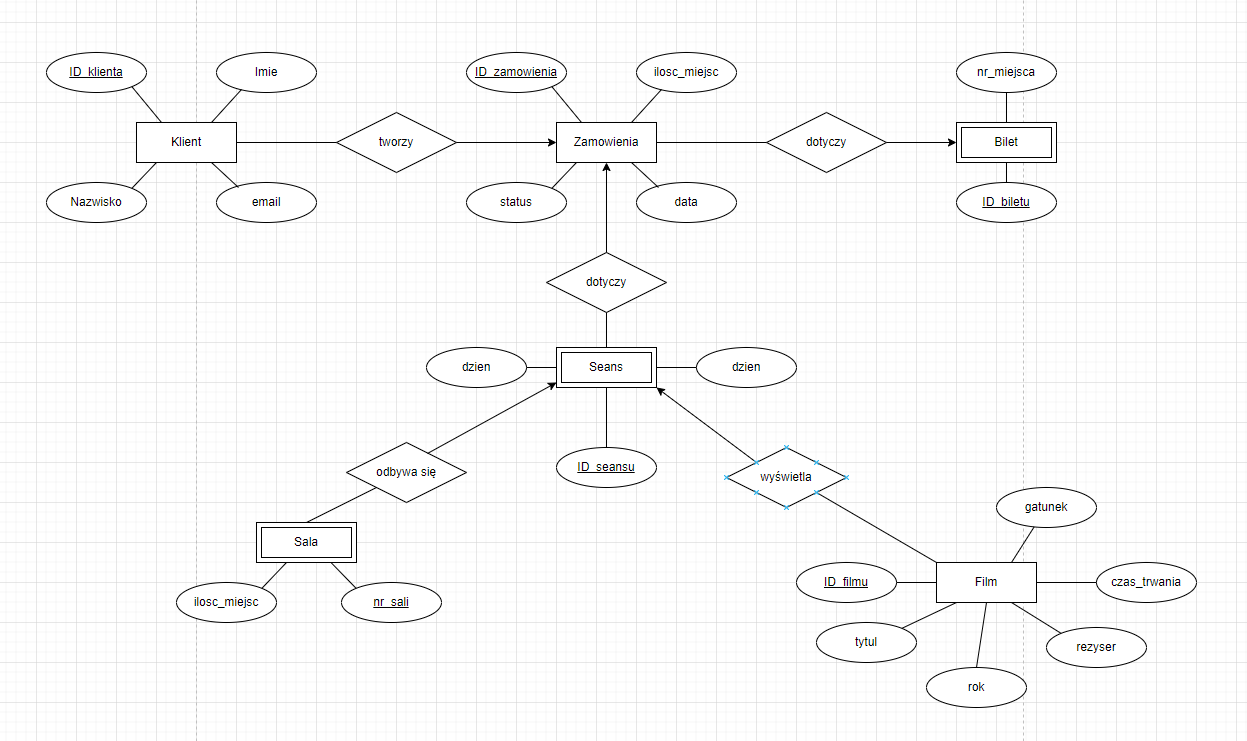 ID_klienta
Imie
ID_zamowienia
ilosc_miejsc
nr_miejsca
Klient
tworzy
Zamowienia
dotyczy
Bilet
Nazwisko
email
status
data
ID_biletu
dotyczy
dzien
Seans
dzien
odbywa się
ID_seansu
wyświetla
gatunek
Sala
ID_filmu
Film
czas_trwania
ilosc_miejsc
nr_sali
tytul
rezyser
rok